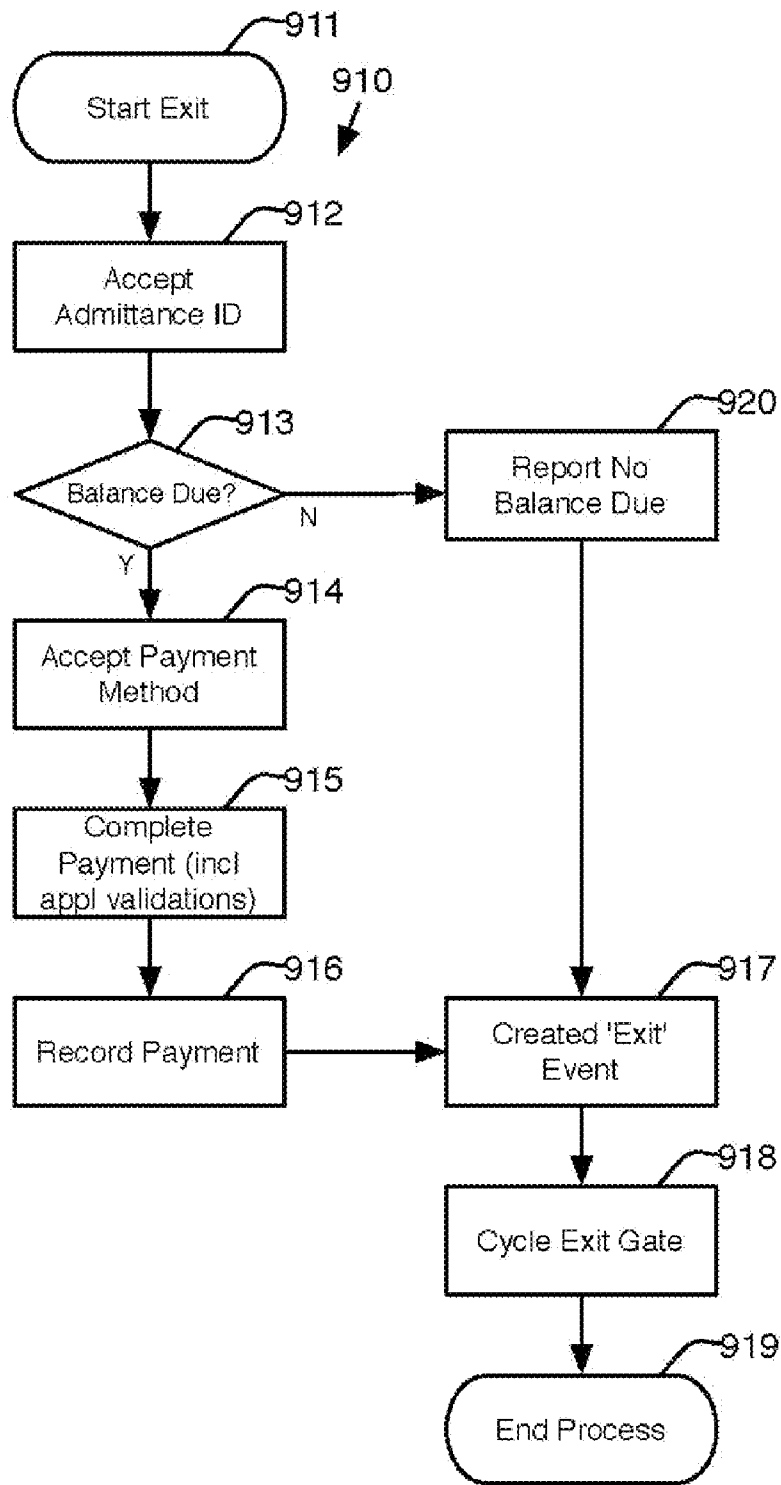 911
Start Exit
910
912
Accept
Admittance ID
913
Balance Due?
N
Y
920
Report No
Balance Due
914
Accept Payment
Method
915
Complete
Payment (incl
appl validations)
916
Record Payment
917
Created 'Exit'
Event
918
Cycle Exit Gate
919
End Process